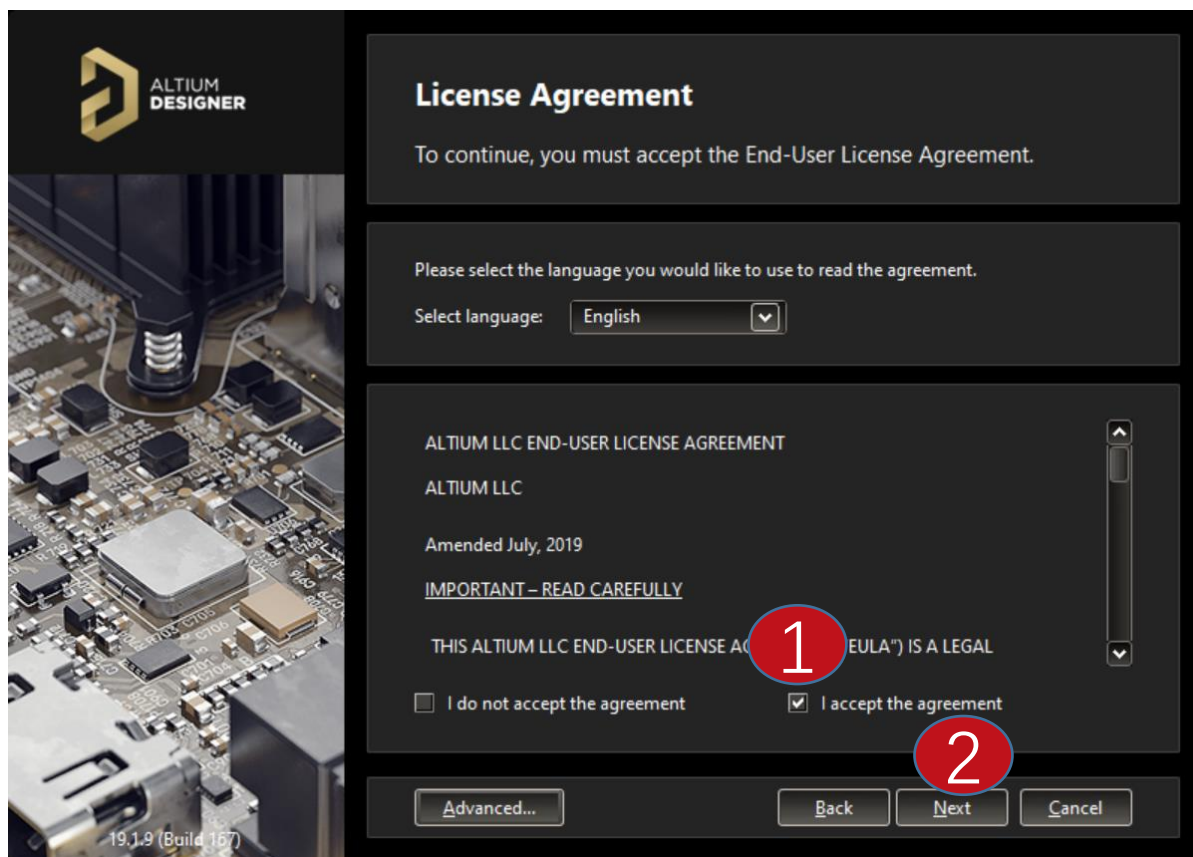 ALTIUM
DESIGNER
License Agreement
To continue, you must accept the End-User License Agreement.
Please select the language you would like to use to read the agreement.
Select language: English
ALTIUM LLC END-USER LICENSE AGREEMENT
ALTIUM LLC
Amended July, 2019
IMPORTANT – READ CAREFULLY
THIS ALTIUM LLC END-USER LICENSE EULA") IS A LEGAL
1
I do not accept the agreement I accept the agreement
2
Advanced... Back Next Cancel
19.1.9 (Build 167)